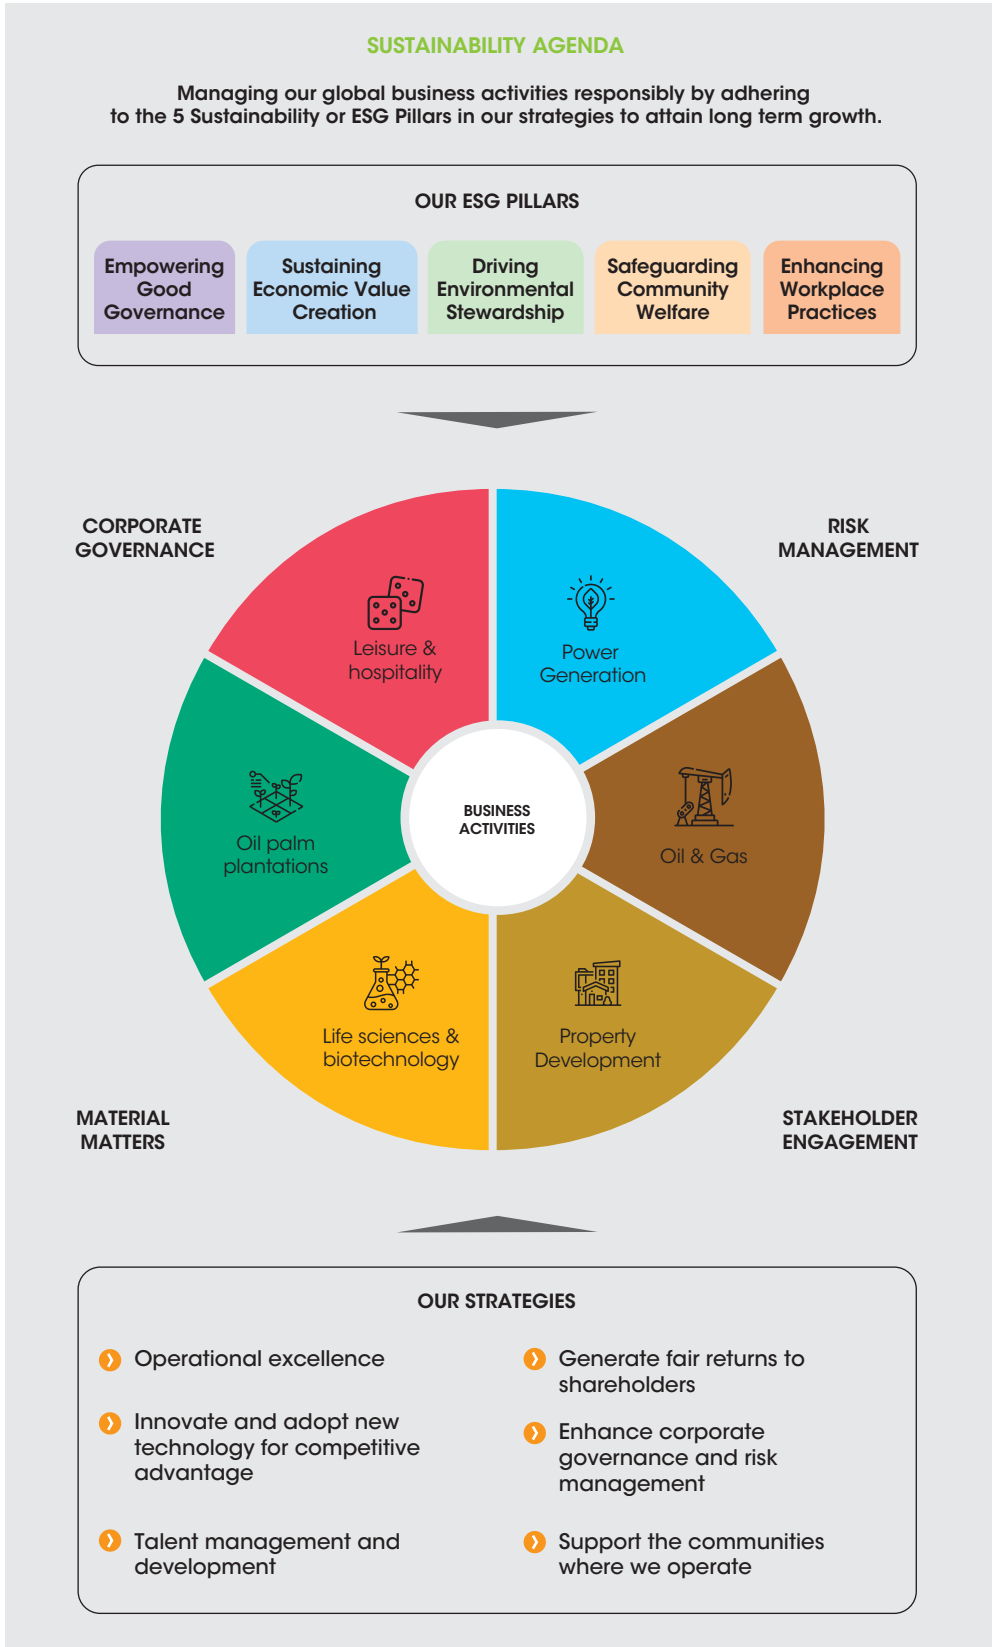 SUSTAINABILITY AGENDA
Managing our global business activities responsibly by adhering
to the 5 Sustainability or ESG Pillars in our strategies to attain long term growth.
OUR ESG PILLARS
Empowering
Good
Governance
Sustaining
Economic Value
Creation
Driving
Environmental
Stewardship
Safeguarding
Community
Welfare
Enhancing
Workplace
Practices
CORPORATE
GOVERNANCE
RISK
MANAGEMENT
Leisure &
hospitality
Power
Generation
Oil palm
plantations
BUSINESS
ACTIVITIES
Oil & Gas
Life sciences &
biotechnology
Property
Development
MATERIAL
MATTERS
STAKEHOLDER
ENGAGEMENT
OUR STRATEGIES
Operational excellence
Innovate and adopt new
technology for competitive
advantage
Talent management and
development
Generate fair returns to
shareholders
Enhance corporate
governance and risk
management
Support the communities
where we operate